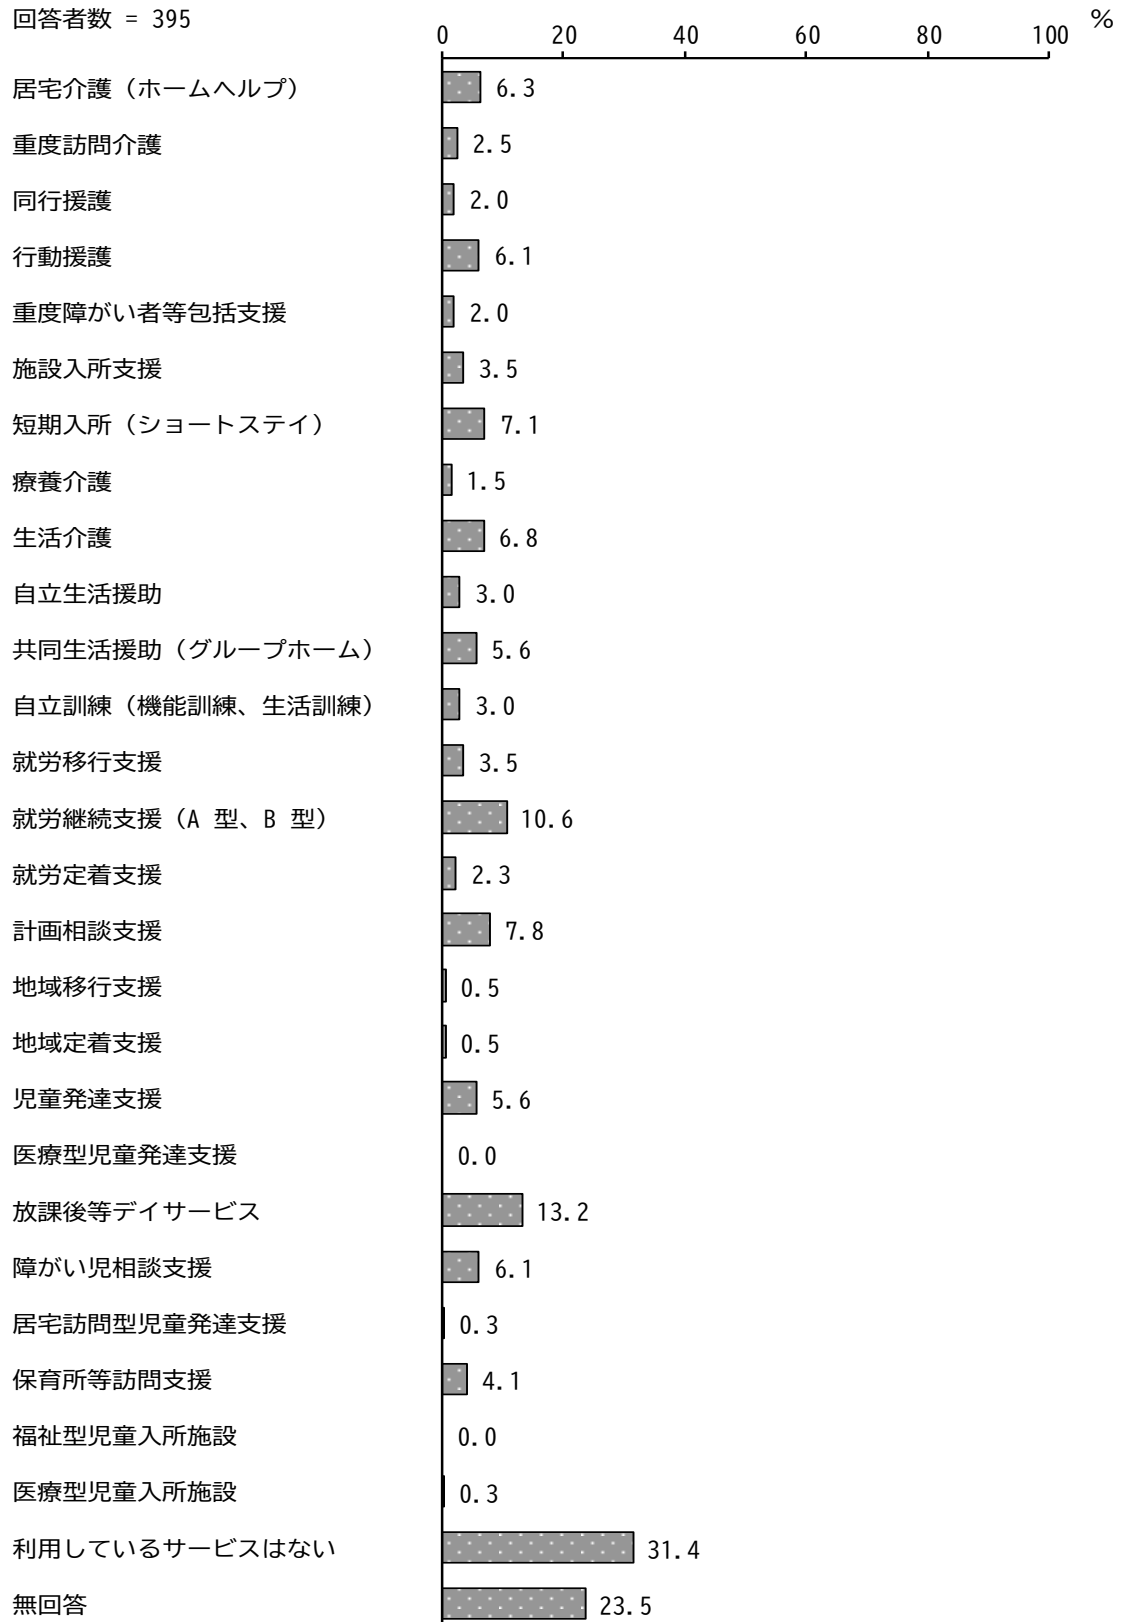 回答者数 = 395
0 20 40 60 80 100 %
居宅介護（ホームヘルプ） 6.3
重度訪問介護 2.5
同行援護 2.0
行動援護 6.1
重度障がい者等包括支援 2.0
施設入所支援 3.5
短期入所（ショートステイ） 7.1
療養介護 1.5
生活介護 6.8
自立生活援助 3.0
共同生活援助（グループホーム） 5.6
自立訓練（機能訓練、生活訓練） 3.0
就労移行支援 3.5
就労継続支援（A 型、B 型） 10.6
就労定着支援 2.3
計画相談支援 7.8
地域移行支援 0.5
地域定着支援 0.5
児童発達支援 5.6
医療型児童発達支援 0.0
放課後等デイサービス 13.2
障がい児相談支援 6.1
居宅訪問型児童発達支援 0.3
保育所等訪問支援 4.1
福祉型児童入所施設 0.0
医療型児童入所施設 0.3
利用しているサービスはない 31.4
無回答 23.5